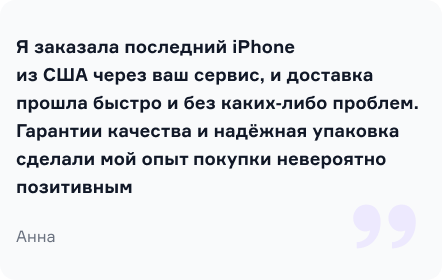 Я заказала последний iPhone
из США через ваш сервис, и доставка
прошла быстро и без каких-либо проблем.
Гарантии качества и надёжная упаковка
сделали мой опыт покупки невероятно
позитивным
Анна